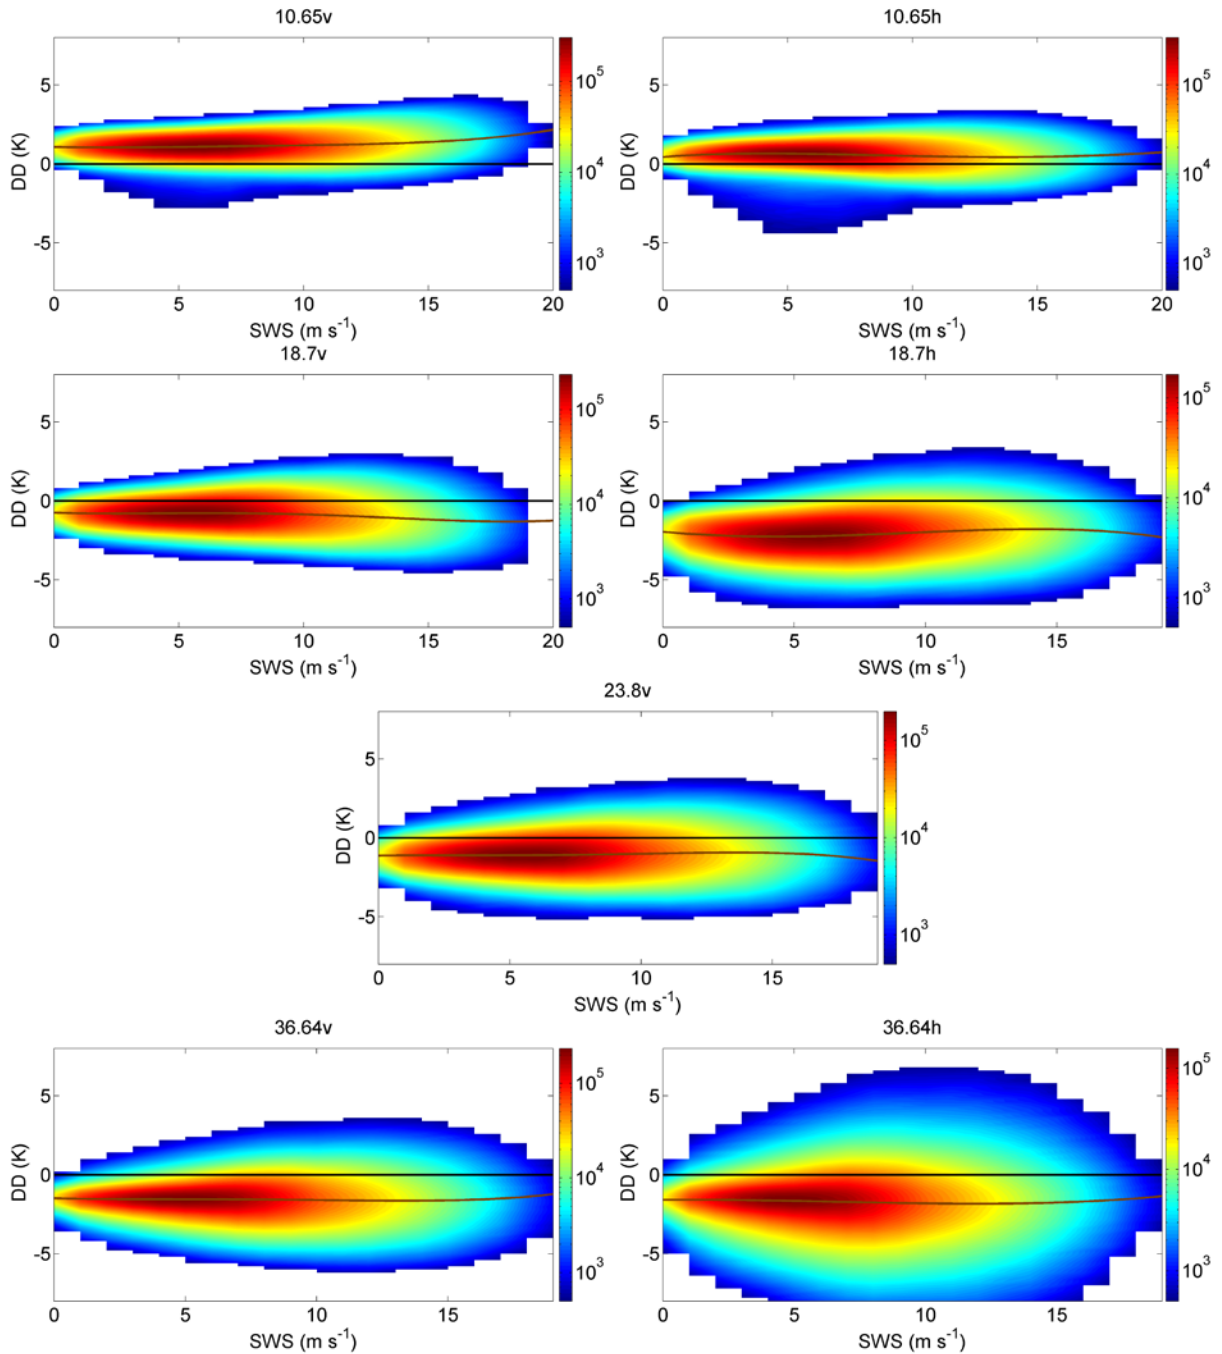 10.65v 10.65h
DD (K) 5 0 -5 10^5 10^4 10^3 DD (K) 5 0 -5 10^5 10^4 10^3
0 5 10 15 20 0 5 10 15 20
SWS (m s^-1) SWS (m s^-1)
18.7v 18.7h
DD (K) 5 0 -5 10^5 10^4 10^3 DD (K) 5 0 -5 10^5 10^4 10^3
0 5 10 15 20 0 5 10 15
SWS (m s^-1) SWS (m s^-1)
23.8v
DD (K) 5 0 -5 10^5 10^4 10^3
0 5 10 15
SWS (m s^-1)
36.64v 36.64h
DD (K) 5 0 -5 10^5 10^4 10^3 DD (K) 5 0 -5 10^5 10^4 10^3
0 5 10 15 0 5 10 15
SWS (m s^-1) SWS (m s^-1)